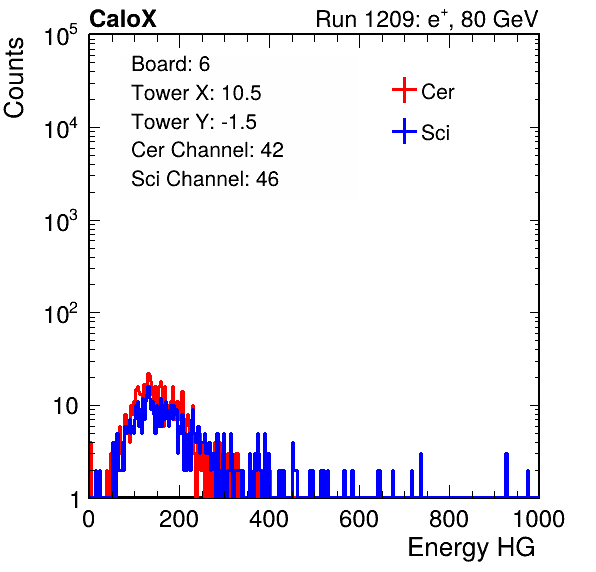 CaloX Run 1209: e⁺, 80 GeV
Counts
Board: 6
Tower X: 10.5
Tower Y: -1.5
Cer Channel: 42
Sci Channel: 46
Cer
Sci
10⁵
10⁴
10³
10²
10
1
0 200 400 600 800 1000
Energy HG